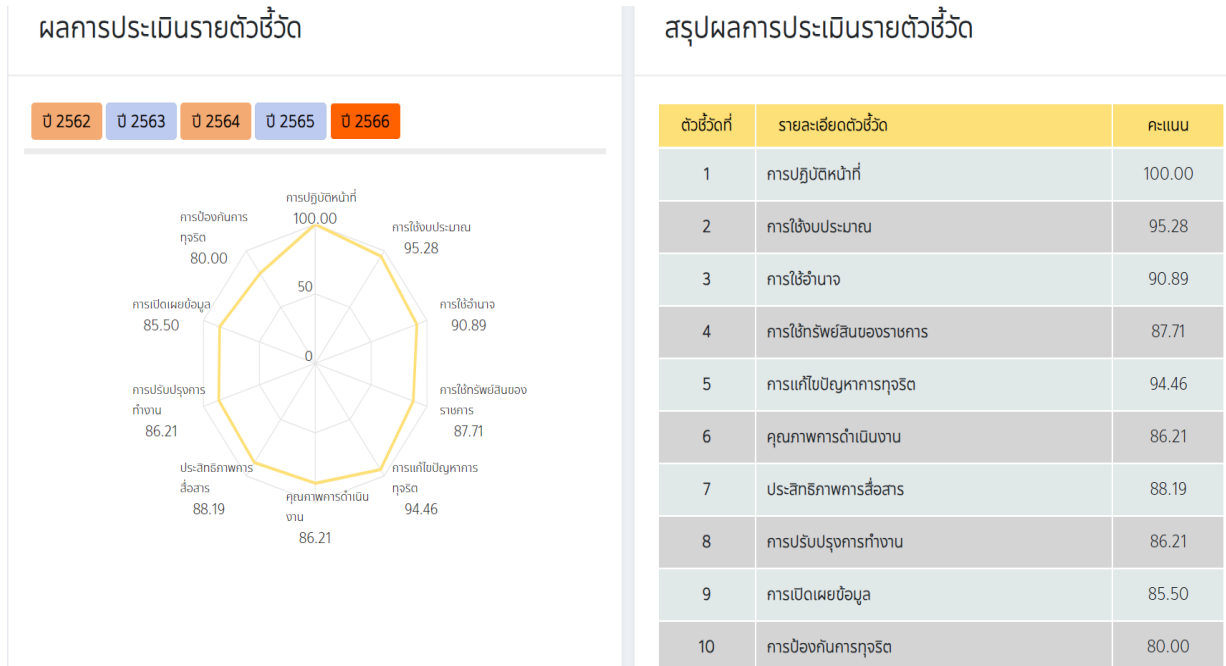 ผลการประเมินรายตัวชี้วัด
ปี 2562 ปี 2563 ปี 2564 ปี 2565 ปี 2566
การปฏิบัติหน้าที่
100.00
การใช้งบประมาณ
95.28
การใช้อำนาจ
90.89
การใช้ทรัพย์สินของ
ราชการ
87.71
การแก้ไขปัญหาการ
ทุจริต
94.46
คุณภาพการดำเนิน
งาน
86.21
ประสิทธิภาพการ
สื่อสาร
88.19
การปรับปรุงการ
ทำงาน
86.21
การเปิดเผยข้อมูล
85.50
การป้องกันการ
ทุจริต
80.00
50
0
สรุปผลการประเมินรายตัวชี้วัด
ตัวชี้วัดที่ รายละเอียดตัวชี้วัด คะแนน
1 การปฏิบัติหน้าที่ 100.00
2 การใช้งบประมาณ 95.28
3 การใช้อำนาจ 90.89
4 การใช้ทรัพย์สินของราชการ 87.71
5 การแก้ไขปัญหาการทุจริต 94.46
6 คุณภาพการดำเนินงาน 86.21
7 ประสิทธิภาพการสื่อสาร 88.19
8 การปรับปรุงการทำงาน 86.21
9 การเปิดเผยข้อมูล 85.50
10 การป้องกันการทุจริต 80.00